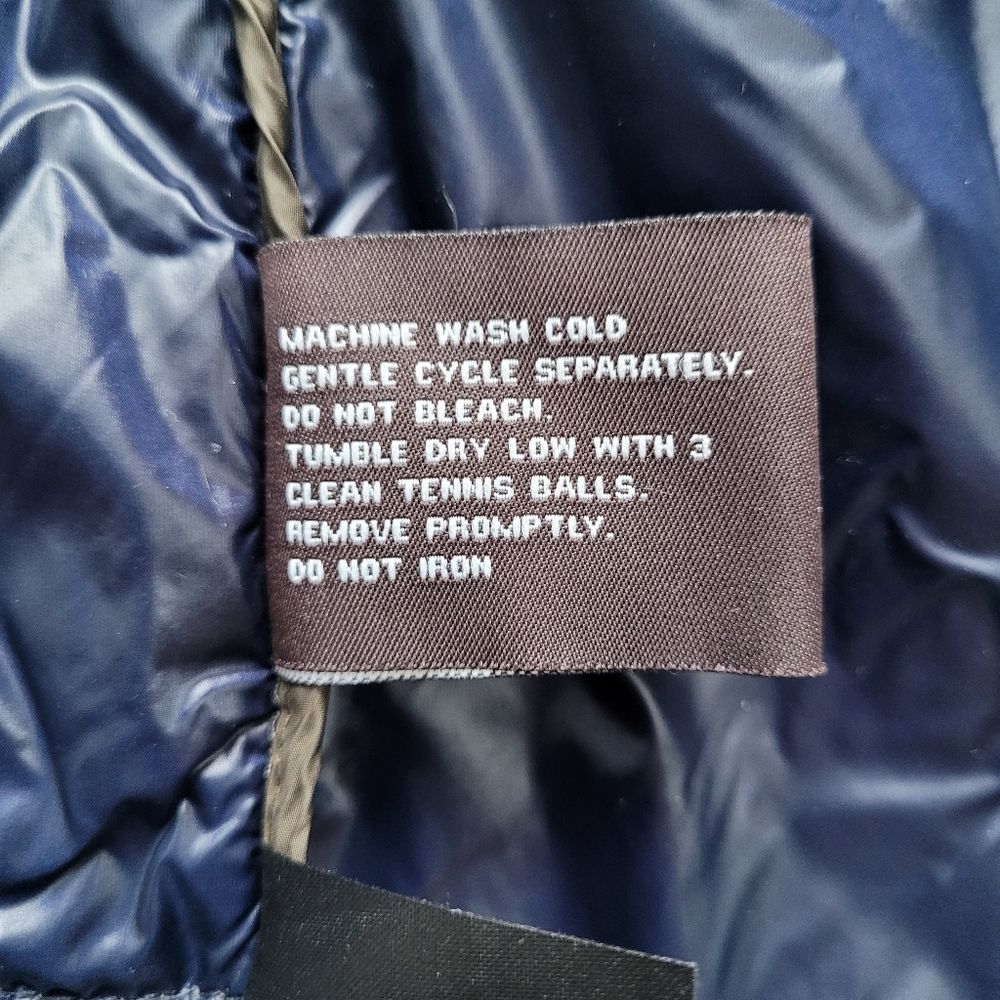 MACHINE WASH COLD
GENTLE CYCLE SEPARATELY.
DO NOT BLEACH.
TUMBLE DRY LOW WITH 3
CLEAN TENNIS BALLS.
REMOVE PROMPTLY.
DO NOT IRON